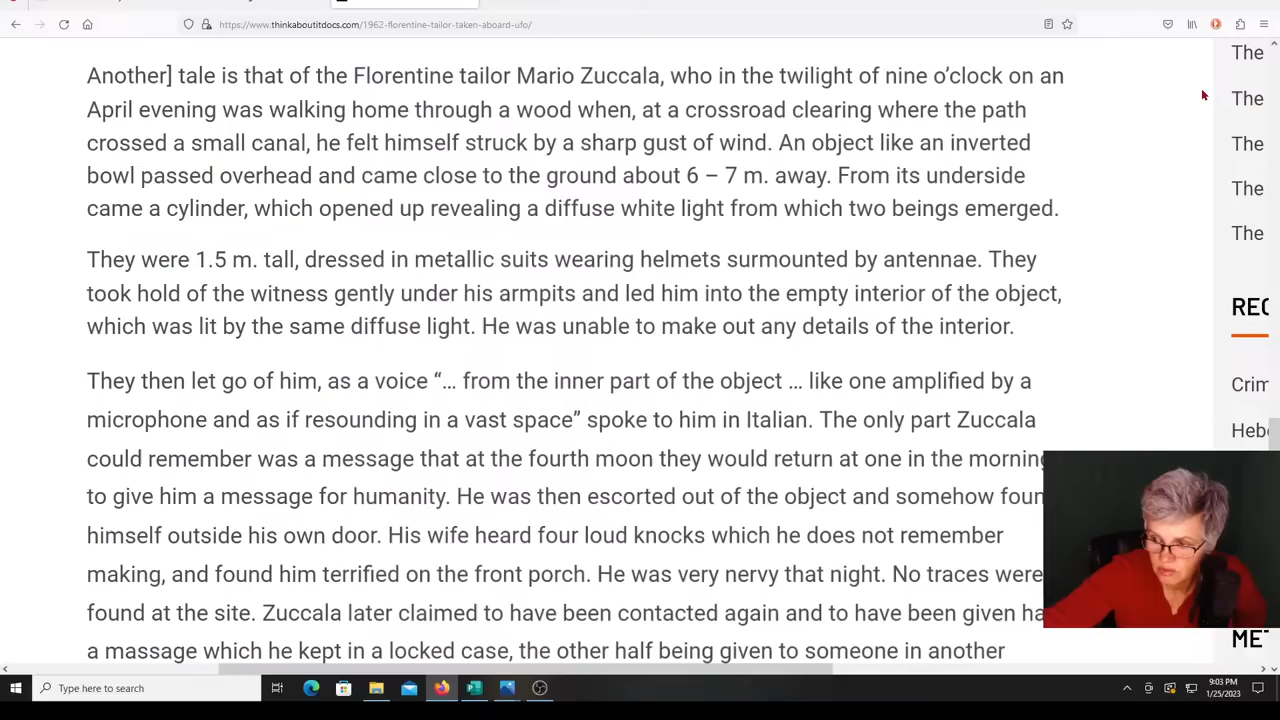 https://www.thinkaboutitdocs.com/1962-florentine-tailor-taken-aboard-ufo/
Another] tale is that of the Florentine tailor Mario Zuccala, who in the twilight of nine o’clock on an
April evening was walking home through a wood when, at a crossroad clearing where the path
crossed a small canal, he felt himself struck by a sharp gust of wind. An object like an inverted
bowl passed overhead and came close to the ground about 6 – 7 m. away. From its underside
came a cylinder, which opened up revealing a diffuse white light from which two beings emerged.
They were 1.5 m. tall, dressed in metallic suits wearing helmets surmounted by antennae. They
took hold of the witness gently under his armpits and led him into the empty interior of the object,
which was lit by the same diffuse light. He was unable to make out any details of the interior.
They then let go of him, as a voice “… from the inner part of the object … like one amplified by a
microphone and as if resounding in a vast space” spoke to him in Italian. The only part Zuccala
could remember was a message that at the fourth moon they would return at one in the morning
to give him a message for humanity. He was then escorted out of the object and somehow foun
himself outside his own door. His wife heard four loud knocks which he does not remember
making, and found him terrified on the front porch. He was very nervy that night. No traces were
found at the site. Zuccala later claimed to have been contacted again and to have been given ha
a massage which he kept in a locked case, the other half being given to someone in another
The
The
The
The
The
REC
Crim
Heb
MET
Type here to search
9:03 PM
1/25/2023